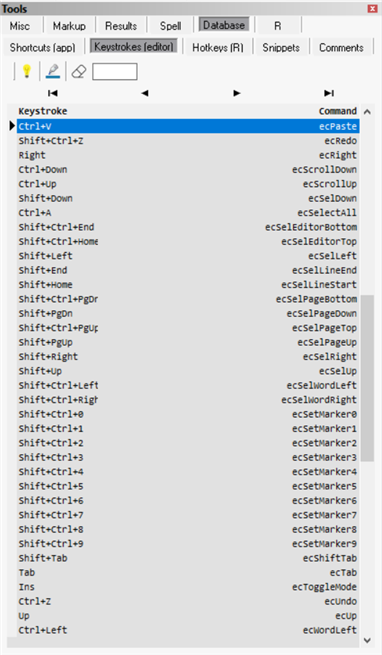 Tools
Misc Markup Results Spell Database R
Shortcuts (app) Keystrokes (editor) Hotkeys (R) Snippets Comments
Keystroke Command
Ctrl+V ecPaste
Shift+Ctrl+Z ecRedo
Right ecRight
Ctrl+Down ecScrollDown
Ctrl+Up ecScrollUp
Shift+Down ecSelDown
Ctrl+A ecSelectAll
Shift+Ctrl+End ecSelEditorBottom
Shift+Ctrl+Home ecSelEditorTop
Shift+Left ecSelLeft
Shift+End ecSelLineEnd
Shift+Home ecSelLineStart
Shift+Ctrl+PgDr ecSelPageBottom
Shift+PgDn ecSelPageDown
Shift+Ctrl+PgUp ecSelPageTop
Shift+PgUp ecSelPageUp
Shift+Right ecSelRight
Shift+Up ecSelUp
Shift+Ctrl+Left ecSelWordLeft
Shift+Ctrl+Righ ecSelWordRight
Shift+Ctrl+0 ecSetMarker0
Shift+Ctrl+1 ecSetMarker1
Shift+Ctrl+2 ecSetMarker2
Shift+Ctrl+3 ecSetMarker3
Shift+Ctrl+4 ecSetMarker4
Shift+Ctrl+5 ecSetMarker5
Shift+Ctrl+6 ecSetMarker6
Shift+Ctrl+7 ecSetMarker7
Shift+Ctrl+8 ecSetMarker8
Shift+Ctrl+9 ecSetMarker9
Shift+Tab ecShiftTab
Tab ecTab
Ins ecToggleMode
Ctrl+Z ecUndo
Up ecUp
Ctrl+Left ecWordLeft